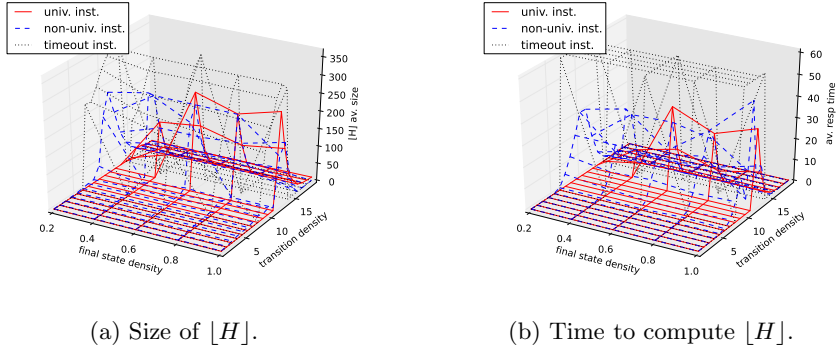 univ. inst.
non-univ. inst.
timeout inst.
350
300
250
200
150
100
50
0
⌊H⌋ av. size
0.2
0.4
0.6
0.8
1.0
final state density
5
10
15
transition density
(a) Size of ⌊H⌋.
univ. inst.
non-univ. inst.
timeout inst.
60
50
40
30
20
10
0
av. resp time
0.2
0.4
0.6
0.8
1.0
final state density
5
10
15
transition density
(b) Time to compute ⌊H⌋.